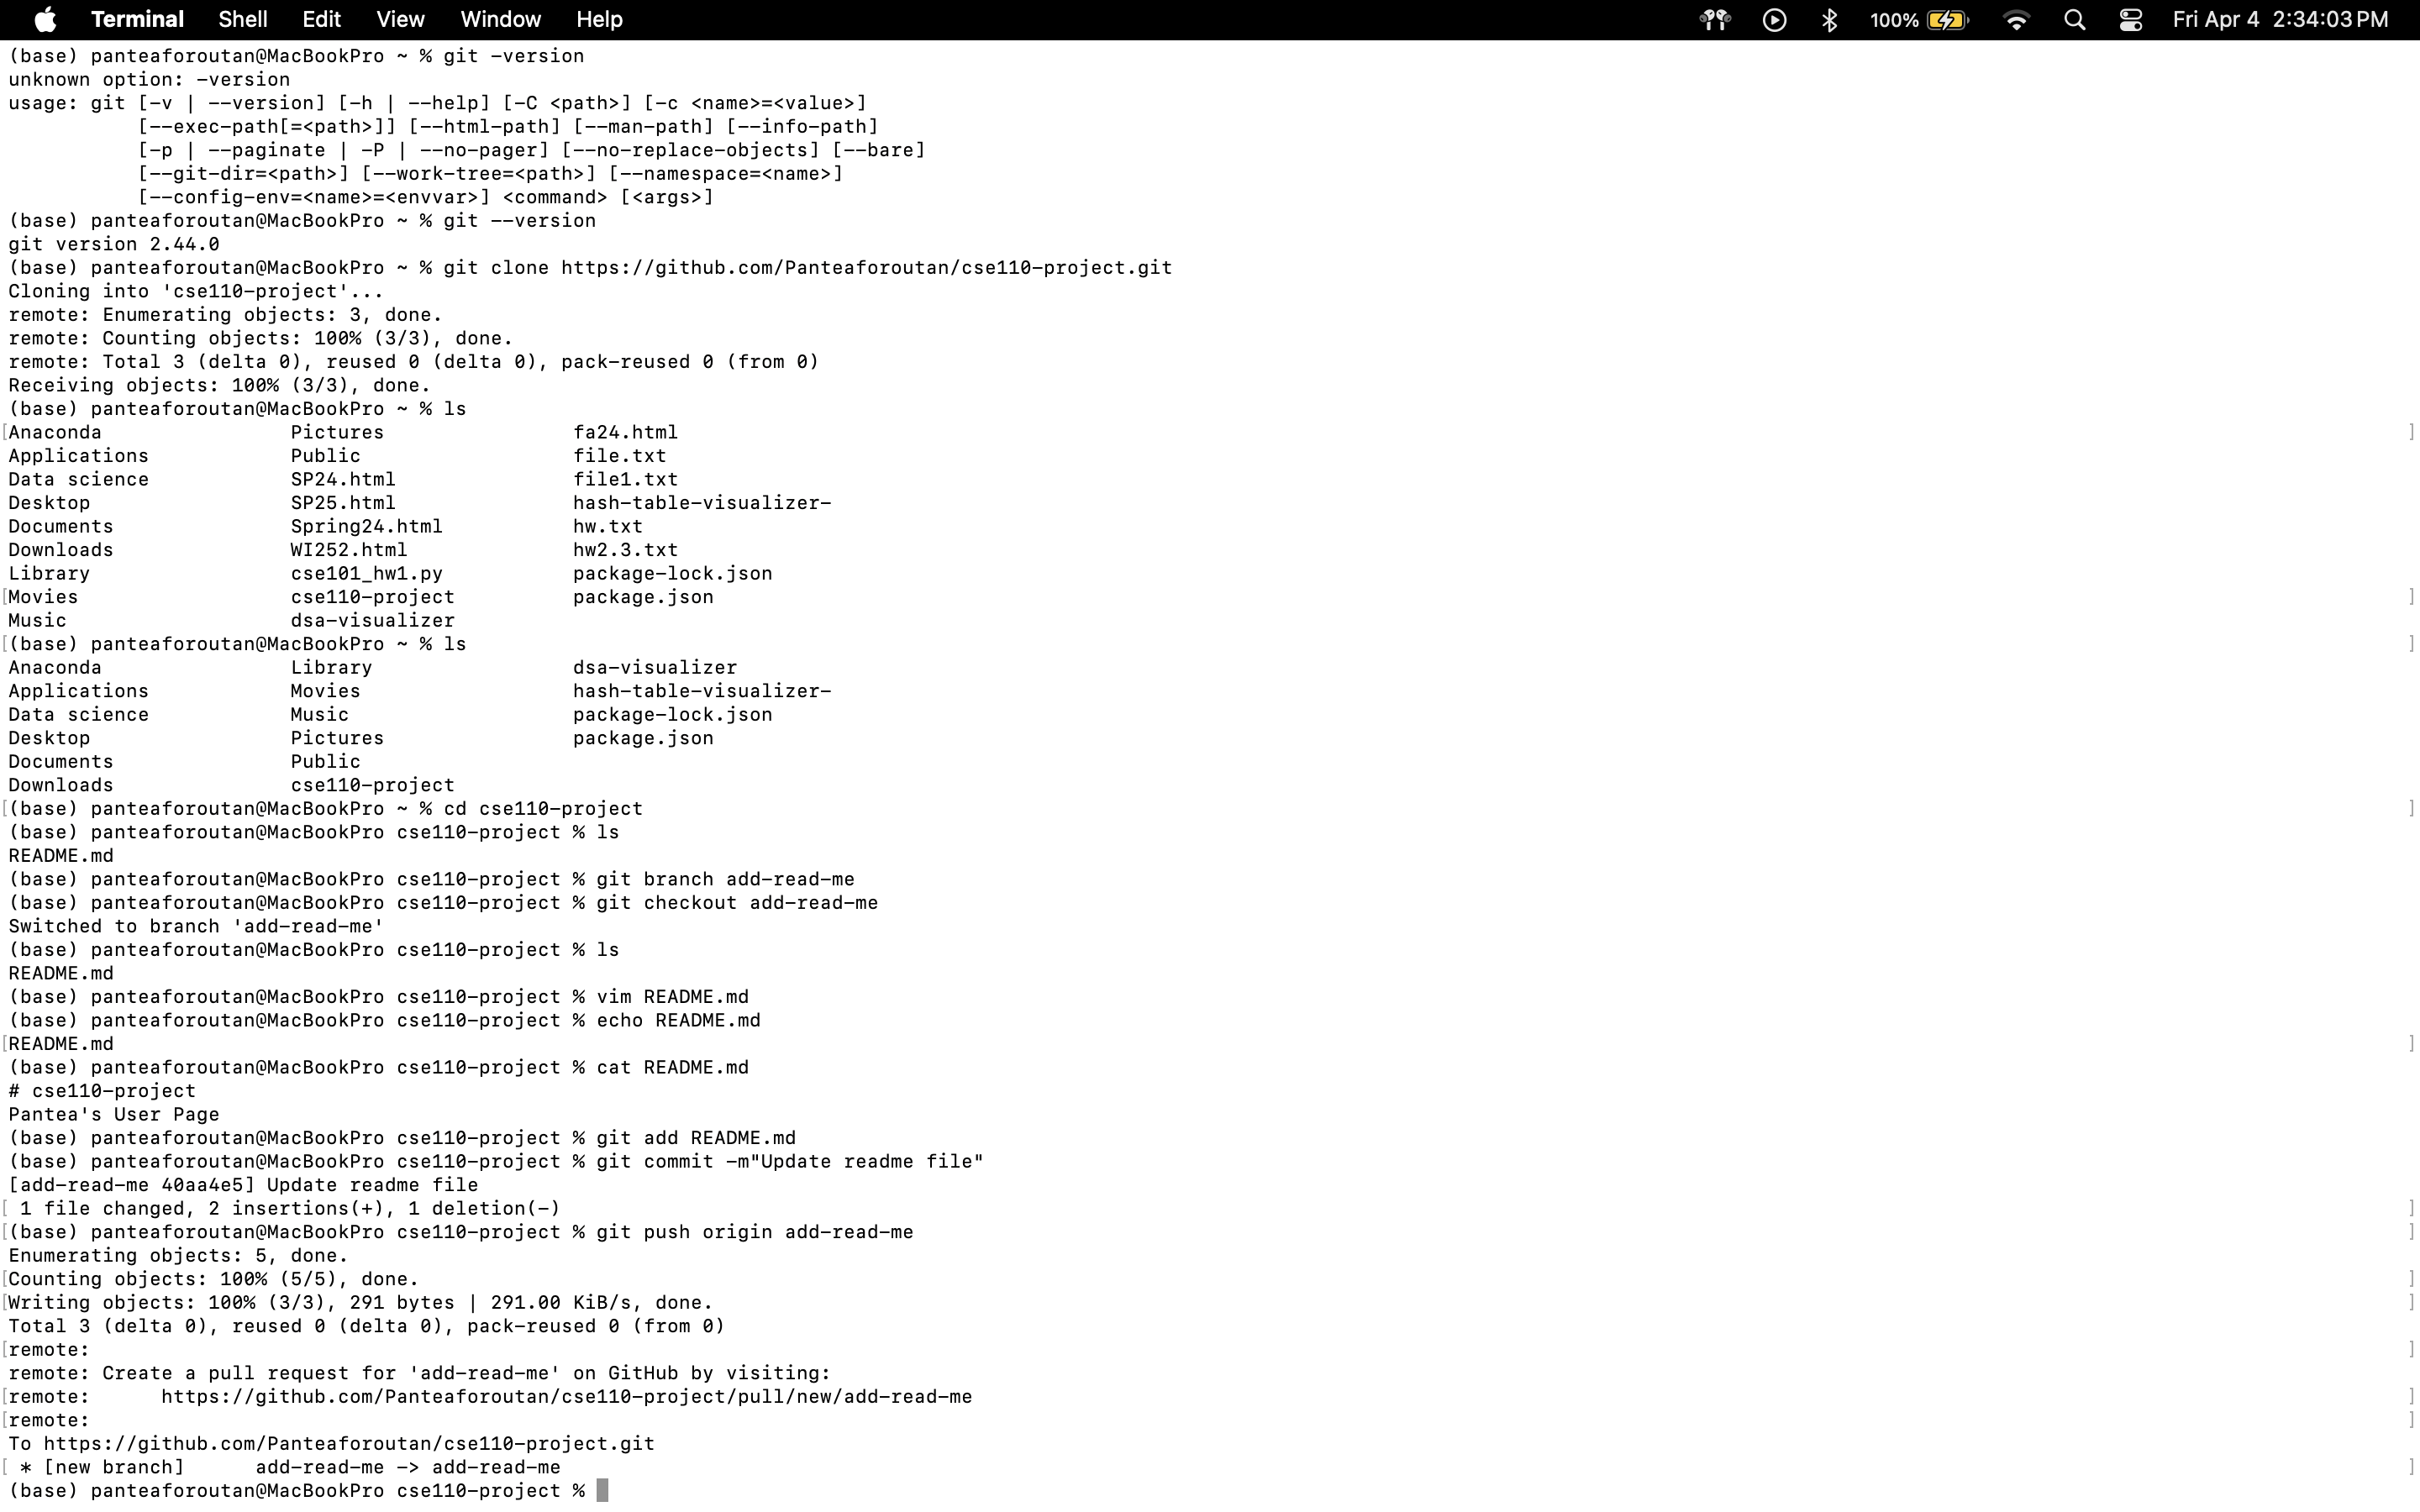 Terminal Shell Edit View Window Help 100% Fri Apr 4 2:34:03 PM
(base) panteaforoutan@MacBookPro ~ % git -version
unknown option: -version
usage: git [-v | --version] [-h | --help] [-C <path>] [-c <name>=<value>]
           [--exec-path[=<path>]] [--html-path] [--man-path] [--info-path]
           [-p | --paginate | -P | --no-pager] [--no-replace-objects] [--bare]
           [--git-dir=<path>] [--work-tree=<path>] [--namespace=<name>]
           [--config-env=<name>=<envvar>] <command> [<args>]
(base) panteaforoutan@MacBookPro ~ % git --version
git version 2.44.0
(base) panteaforoutan@MacBookPro ~ % git clone https://github.com/Panteaforoutan/cse110-project.git
Cloning into 'cse110-project'...
remote: Enumerating objects: 3, done.
remote: Counting objects: 100% (3/3), done.
remote: Total 3 (delta 0), reused 0 (delta 0), pack-reused 0 (from 0)
Receiving objects: 100% (3/3), done.
(base) panteaforoutan@MacBookPro ~ % ls
[Anaconda                Pictures                fa24.html ]
Applications            Public                  file.txt
Data science            SP24.html               file1.txt
Desktop                 SP25.html               hash-table-visualizer-
Documents               Spring24.html           hw.txt
Downloads               WI252.html              hw2.3.txt
Library                 cse101_hw1.py           package-lock.json
[Movies                  cse110-project          package.json ]
Music                   dsa-visualizer
[(base) panteaforoutan@MacBookPro ~ % ls ]
Anaconda                Library                 dsa-visualizer
Applications            Movies                  hash-table-visualizer-
Data science            Music                   package-lock.json
Desktop                 Pictures                package.json
Documents               Public
Downloads               cse110-project
[(base) panteaforoutan@MacBookPro ~ % cd cse110-project ]
(base) panteaforoutan@MacBookPro cse110-project % ls
README.md
(base) panteaforoutan@MacBookPro cse110-project % git branch add-read-me
(base) panteaforoutan@MacBookPro cse110-project % git checkout add-read-me
Switched to branch 'add-read-me'
(base) panteaforoutan@MacBookPro cse110-project % ls
README.md
(base) panteaforoutan@MacBookPro cse110-project % vim README.md
(base) panteaforoutan@MacBookPro cse110-project % echo README.md
[README.md ]
(base) panteaforoutan@MacBookPro cse110-project % cat README.md
# cse110-project
Pantea's User Page
(base) panteaforoutan@MacBookPro cse110-project % git add README.md
(base) panteaforoutan@MacBookPro cse110-project % git commit -m"Update readme file"
[add-read-me 40aa4e5] Update readme file
[ 1 file changed, 2 insertions(+), 1 deletion(-) ]
[(base) panteaforoutan@MacBookPro cse110-project % git push origin add-read-me ]
Enumerating objects: 5, done.
[Counting objects: 100% (5/5), done. ]
[Writing objects: 100% (3/3), 291 bytes | 291.00 KiB/s, done. ]
Total 3 (delta 0), reused 0 (delta 0), pack-reused 0 (from 0)
[remote: ]
remote: Create a pull request for 'add-read-me' on GitHub by visiting:
[remote:      https://github.com/Panteaforoutan/cse110-project/pull/new/add-read-me ]
[remote: ]
To https://github.com/Panteaforoutan/cse110-project.git
[ * [new branch]      add-read-me -> add-read-me ]
(base) panteaforoutan@MacBookPro cse110-project %